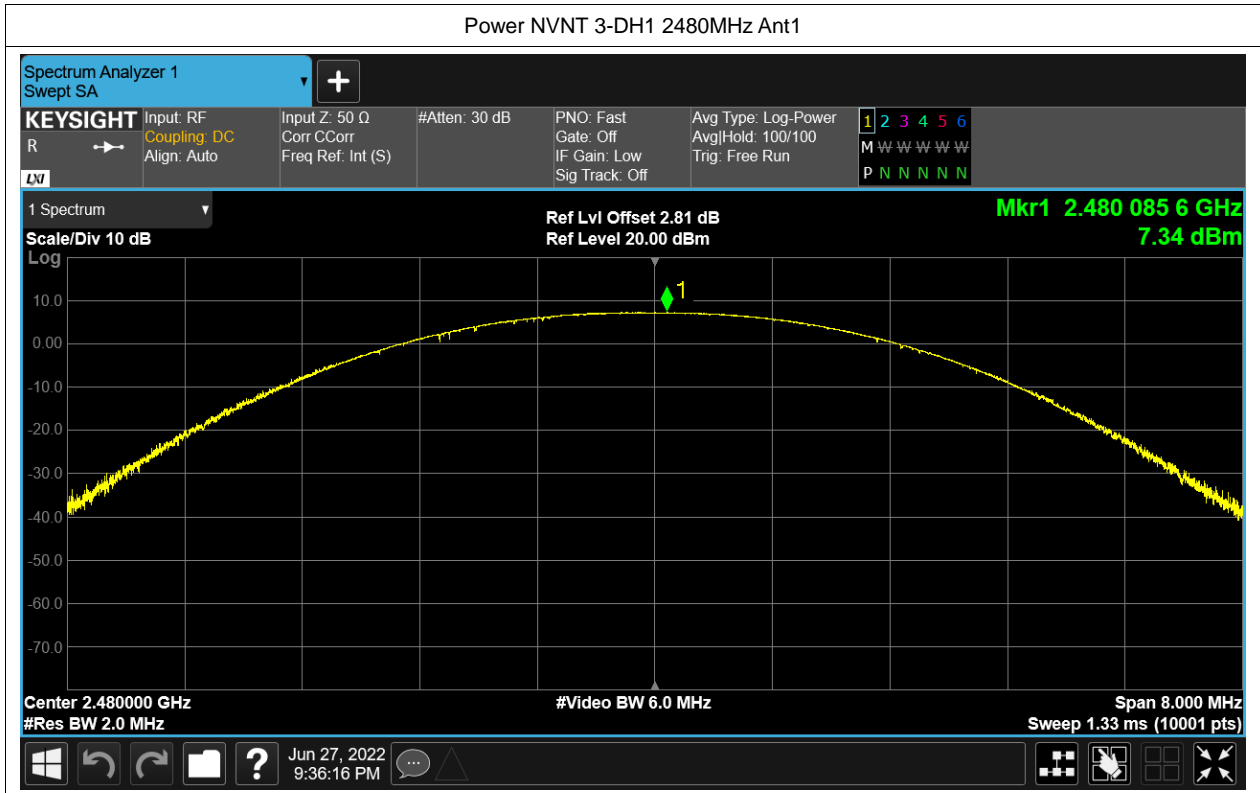 Power NVNT 3-DH1 2480MHz Ant1
Spectrum Analyzer 1
Swept SA
KEYSIGHT
R
LXI
Input: RF
Coupling: DC
Align: Auto
Input Z: 50 Ω
Corr CCorr
Freq Ref: Int (S)
#Atten: 30 dB
PNO: Fast
Gate: Off
IF Gain: Low
Sig Track: Off
Avg Type: Log-Power
Avg|Hold: 100/100
Trig: Free Run
1 2 3 4 5 6
M W W W W W
P N N N N N
1 Spectrum
Scale/Div 10 dB
Log
Ref Lvl Offset 2.81 dB
Ref Level 20.00 dBm
Mkr1 2.480 085 6 GHz
7.34 dBm
1
10.0
0.00
-10.0
-20.0
-30.0
-40.0
-50.0
-60.0
-70.0
Center 2.480000 GHz
#Res BW 2.0 MHz
#Video BW 6.0 MHz
Span 8.000 MHz
Sweep 1.33 ms (10001 pts)
?
Jun 27, 2022
9:36:16 PM